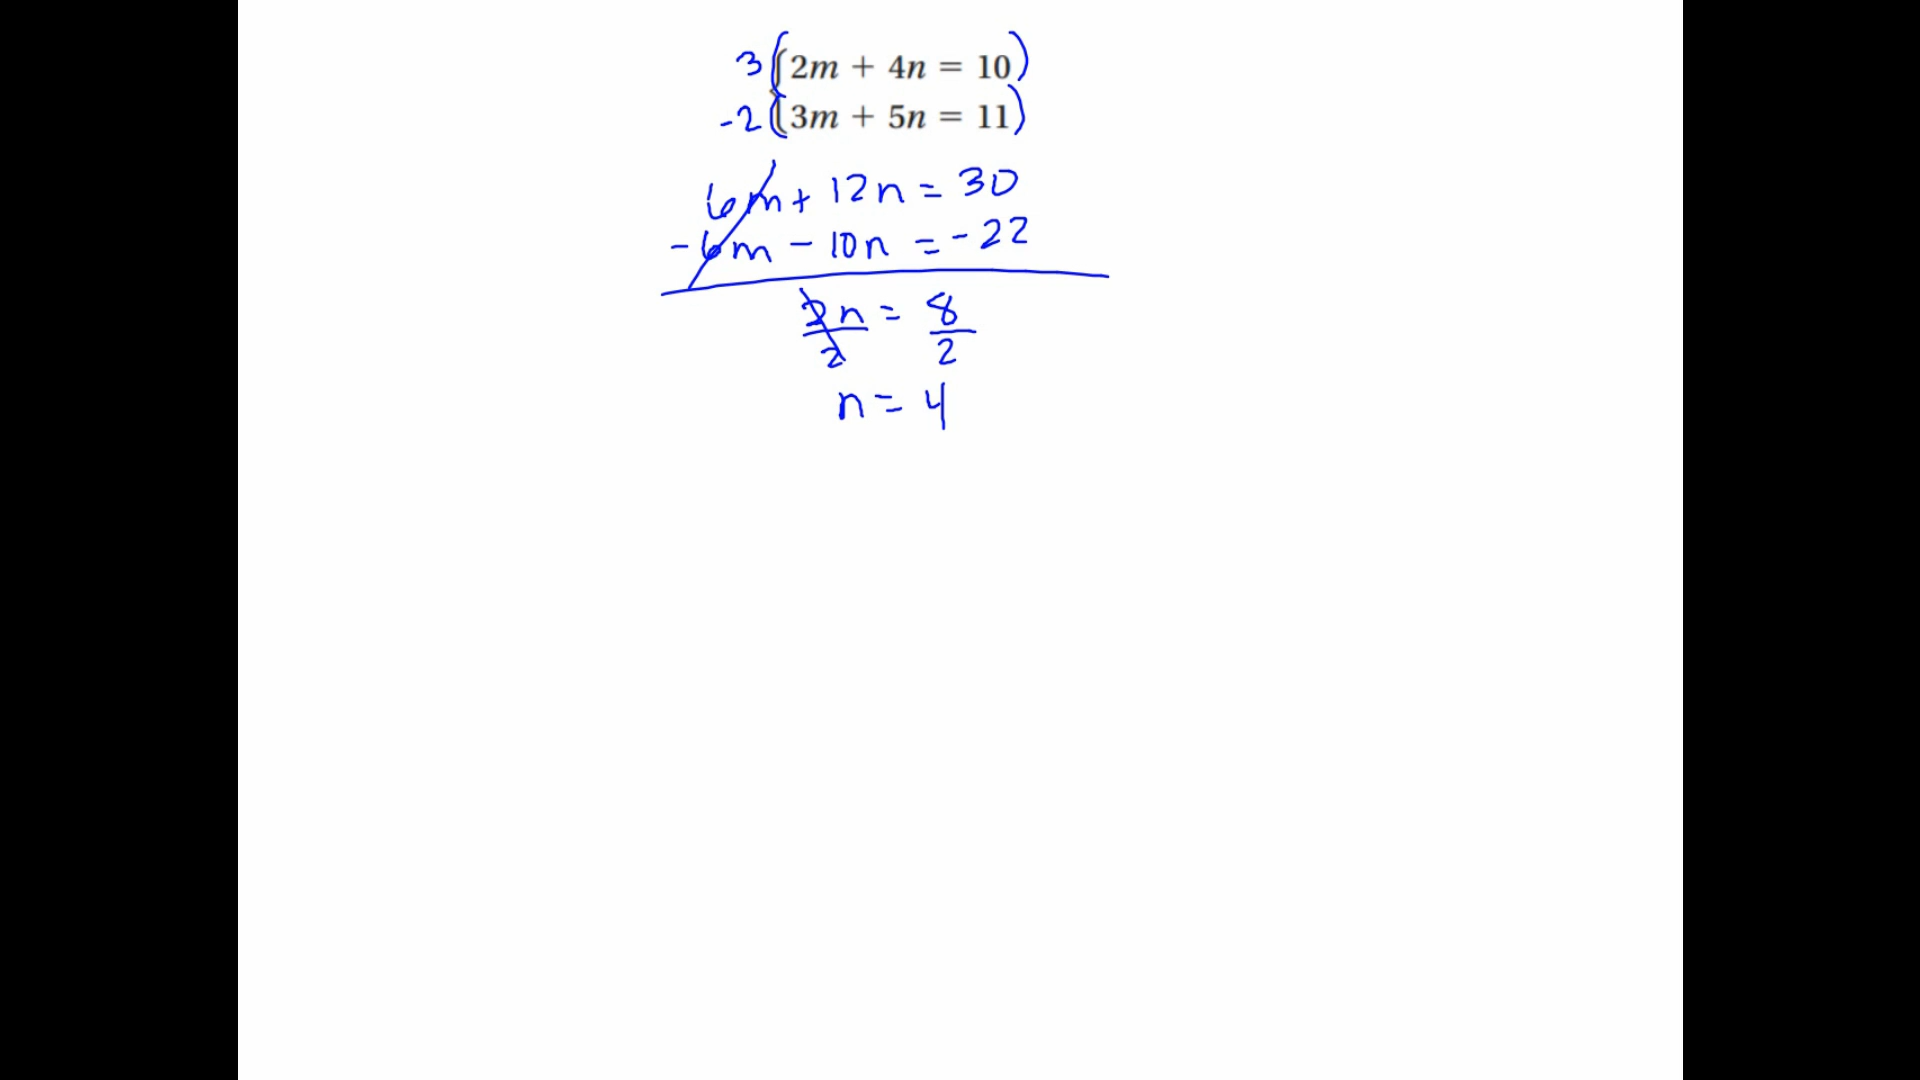 3(2m + 4n = 10)
-2(3m + 5n = 11)
6m + 12n = 30
-6m - 10n = -22
2n = 8
2 2
n = 4